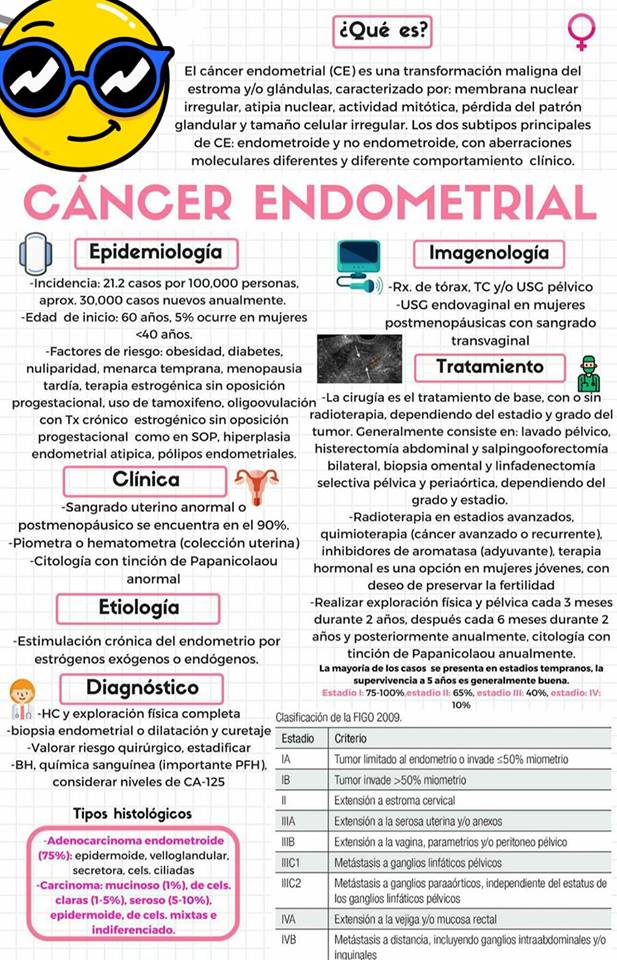 ¿Qué es?
El cáncer endometrial (CE) es una transformación maligna del
estroma y/o glándulas, caracterizado por: membrana nuclear
irregular, atipia nuclear, actividad mitótica, pérdida del patrón
glandular y tamaño celular irregular. Los dos subtipos principales
de CE: endometroide y no endometroide, con aberraciones
moleculares diferentes y diferente comportamiento clínico.
CÁNCER ENDOMETRIAL
Epidemiología
-Incidencia: 21.2 casos por 100,000 personas,
aprox. 30,000 casos nuevos anualmente.
-Edad de inicio: 60 años, 5% ocurre en mujeres
<40 años.
-Factores de riesgo: obesidad, diabetes,
nuliparidad, menarca temprana, menopausia
tardía, terapia estrogénica sin oposición
progestacional, uso de tamoxifeno, oligoovulación
con Tx crónico estrogénico sin oposición
progestacional como en SOP, hiperplasia
endometrial atipica, pólipos endometriales.
Clínica
-Sangrado uterino anormal o
postmenopáusico se encuentra en el 90%.
-Piometra o hematometra (colección uterina)
-Citología con tinción de Papanicolaou
anormal
Etiología
-Estimulación crónica del endometrio por
estrógenos exógenos o endógenos.
Diagnóstico
-HC y exploración física completa
-biopsia endometrial o dilatación y curetaje
-Valorar riesgo quirúrgico, estadificar
-BH, química sanguínea (importante PFH),
considerar niveles de CA-125
Tipos histológicos
-Adenocarcinoma endometroide
(75%): epidermoide, velloglandular,
secretora, cels. ciliadas
-Carcinoma: mucinoso (1%), de cels.
claras (1-5%), seroso (5-10%),
epidermoide, de cels. mixtas e
indiferenciado.
Imagenología
-Rx. de tórax, TC y/o USG pélvico
-USG endovaginal en mujeres
postmenopáusicas con sangrado
transvaginal
Tratamiento
-La cirugía es el tratamiento de base, con o sin
radioterapia, dependiendo del estadio y grado del
tumor. Generalmente consiste en: lavado pélvico,
histerectomía abdominal y salpingooforectomía
bilateral, biopsia omental y linfadenectomía
selectiva pélvica y periaórtica, dependiendo del
grado y estadio.
-Radioterapia en estadios avanzados,
quimioterapia (cáncer avanzado o recurrente),
inhibidores de aromatasa (adyuvante), terapia
hormonal es una opción en mujeres jóvenes, con
deseo de preservar la fertilidad
-Realizar exploración física y pélvica cada 3 meses
durante 2 años, después cada 6 meses durante 2
años y posteriormente anualmente, citología con
tinción de Papanicolaou anualmente.
La mayoría de los casos se presenta en estadios tempranos, la
supervivencia a 5 años es generalmente buena.
Estadio I: 75-100%,estadio II: 65%, estadio III: 40%, estadio: IV:
10%
Clasificación de la FIGO 2009.
Estadio Criterio
IA Tumor limitado al endometrio o invade ≤50% miometrio
IB Tumor invade >50% miometrio
II Extensión a estroma cervical
IIIA Extensión a la serosa uterina y/o anexos
IIIB Extensión a la vagina, parametrios y/o peritoneo pélvico
IIIC1 Metástasis a ganglios linfáticos pélvicos
IIIC2 Metástasis a ganglios paraaórticos, independiente del estatus de
los ganglios linfáticos pélvicos
IVA Extensión a la vejiga y/o mucosa rectal
IVB Metástasis a distancia, incluyendo ganglios intraabdominales y/o
inguinales